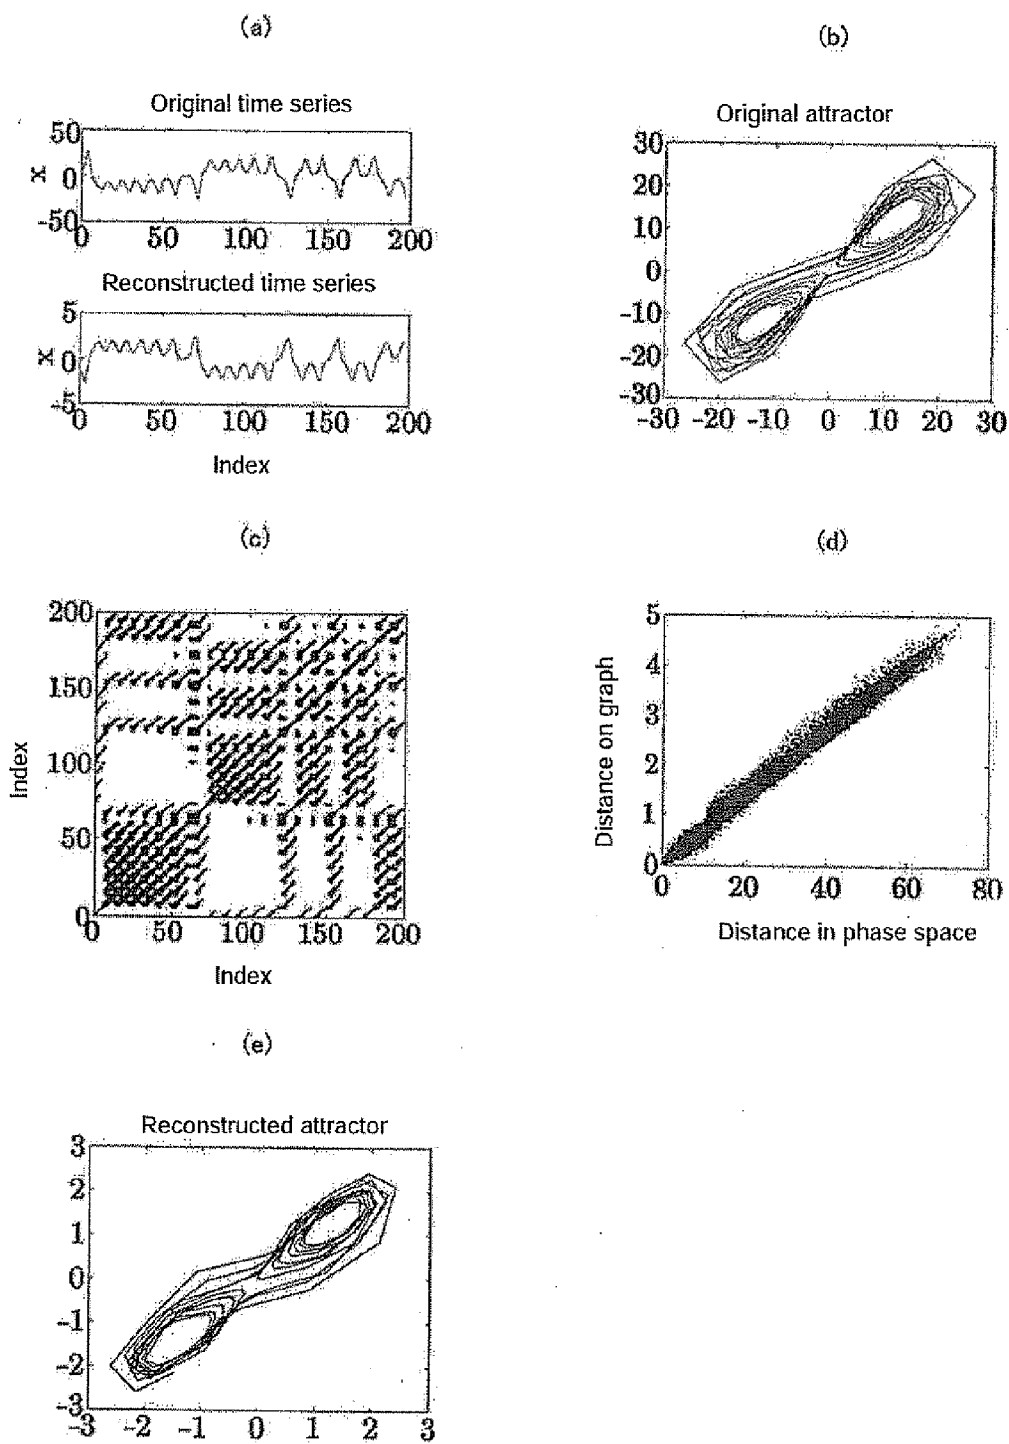 (a)
Original time series
50
0
-50
x
0 50 100 150 200
Reconstructed time series
5
0
-5
x
0 50 100 150 200
Index
(b)
Original attractor
30
20
10
0
-10
-20
-30
-30 -20 -10 0 10 20 30
(c)
200
150
100
50
0
Index
0 50 100 150 200
Index
(d)
5
4
3
2
1
0
Distance on graph
0 20 40 60 80
Distance in phase space
(e)
Reconstructed attractor
3
2
1
0
-1
-2
-3
-3 -2 -1 0 1 2 3